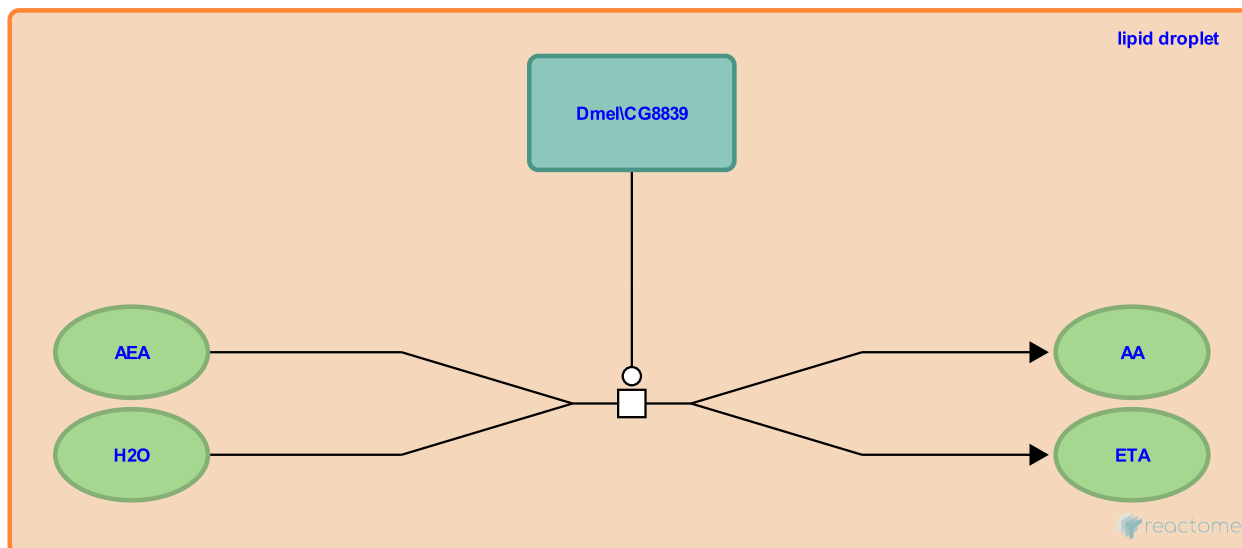 lipid droplet
Dmel\CG8839
AEA
AA
H2O
ETA
reactome